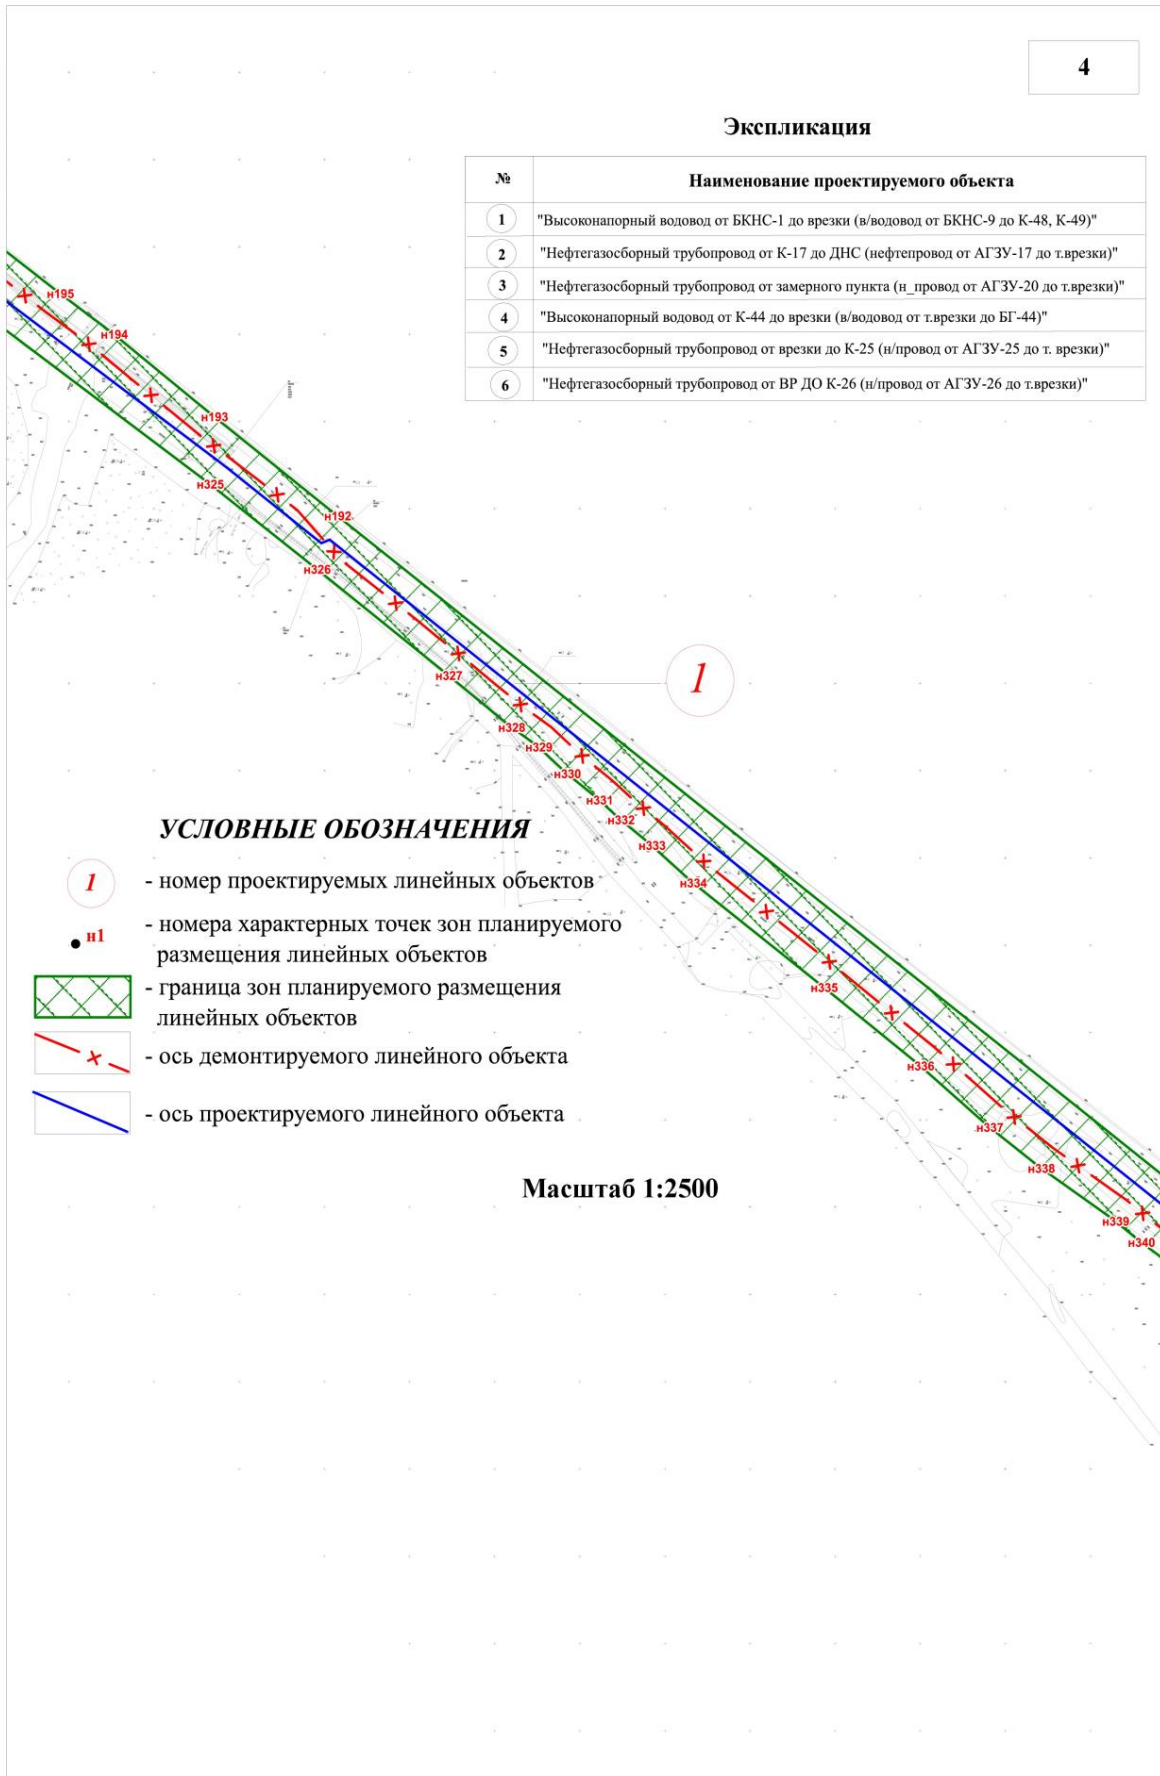 4
Экспликация
№ Наименование проектируемого объекта
1 "Высоконапорный водовод от БКНС-1 до врезки (в/водовод от БКНС-9 до К-48, К-49)"
2 "Нефтегазосборный трубопровод от К-17 до ДНС (нефтепровод от АГЗУ-17 до т.врезки)"
3 "Нефтегазосборный трубопровод от замерного пункта (н_провод от АГЗУ-20 до т.врезки)"
4 "Высоконапорный водовод от К-44 до врезки (в/водовод от т.врезки до БГ-44)"
5 "Нефтегазосборный трубопровод от врезки до К-25 (н/провод от АГЗУ-25 до т. врезки)"
6 "Нефтегазосборный трубопровод от ВР ДО К-26 (н/провод от АГЗУ-26 до т.врезки)"
н195
н194
н193
н325
н192
н326
н327
1
н328
н329
н330
н331
н332
н333
н334
н335
н336
н337
н338
н339
н340
УСЛОВНЫЕ ОБОЗНАЧЕНИЯ
1 - номер проектируемых линейных объектов
н1 - номера характерных точек зон планируемого
размещения линейных объектов
- граница зон планируемого размещения
линейных объектов
- ось демонтируемого линейного объекта
- ось проектируемого линейного объекта
Масштаб 1:2500